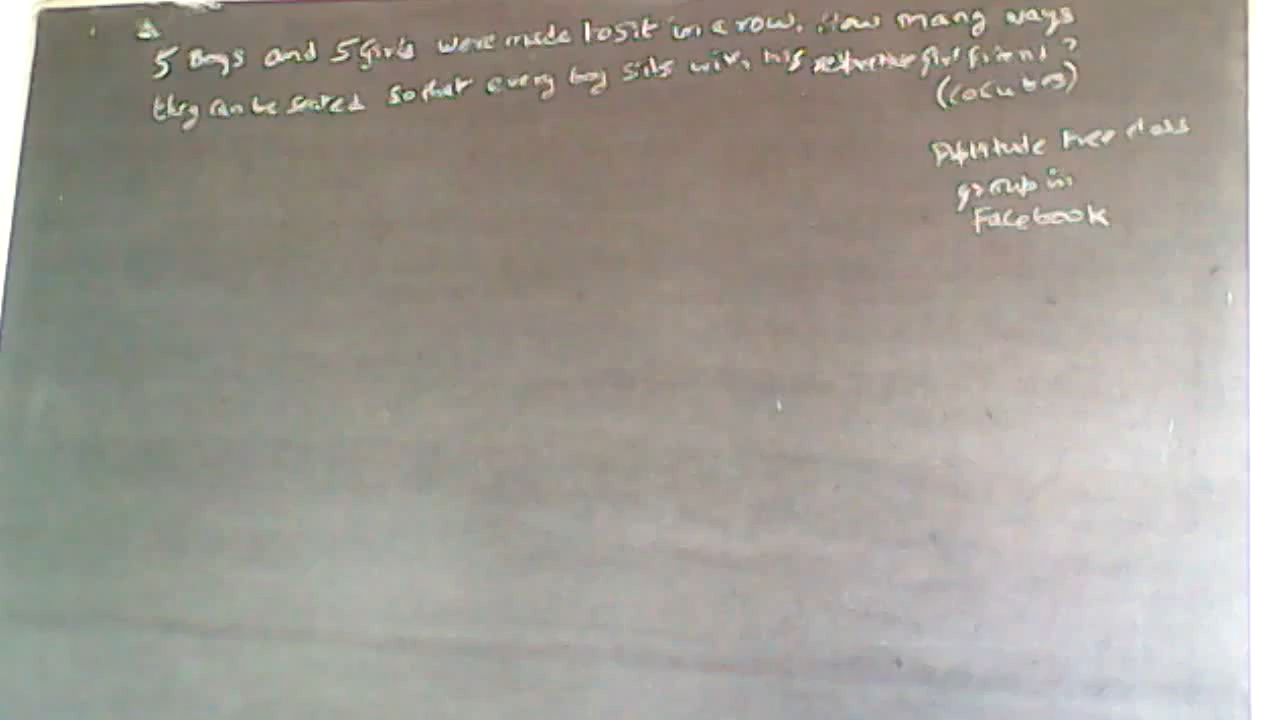 5 Boys and 5 Girls were made to sit in a row. How many ways
they can be seated so that every boy sits with his girl friend?
(Cocubes)
Aptitude Free class
group in
Facebook